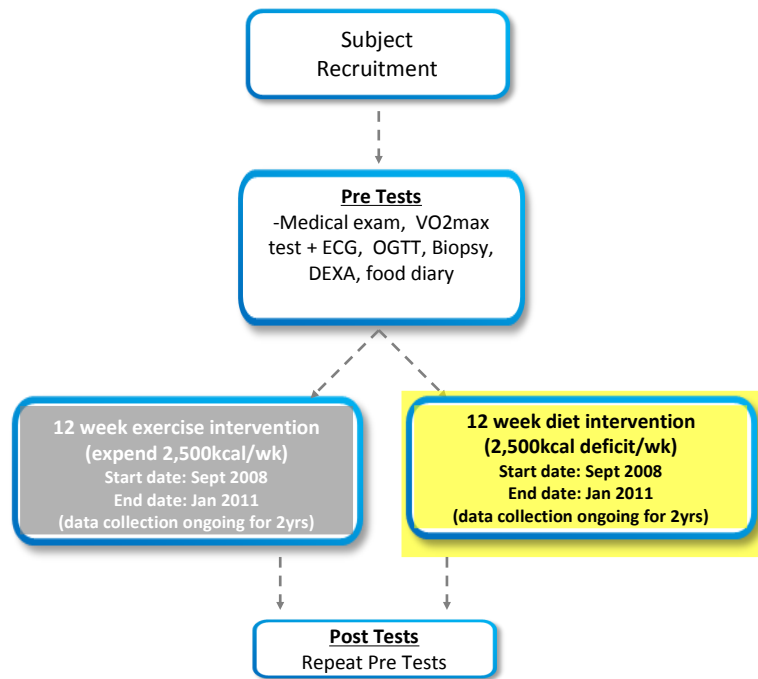 Subject
Recruitment
Pre Tests
-Medical exam, VO2max
test + ECG, OGTT, Biopsy,
DEXA, food diary
12 week exercise intervention
(expend 2,500kcal/wk)
Start date: Sept 2008
End date: Jan 2011
(data collection ongoing for 2yrs)
12 week diet intervention
(2,500kcal deficit/wk)
Start date: Sept 2008
End date: Jan 2011
(data collection ongoing for 2yrs)
Post Tests
Repeat Pre Tests